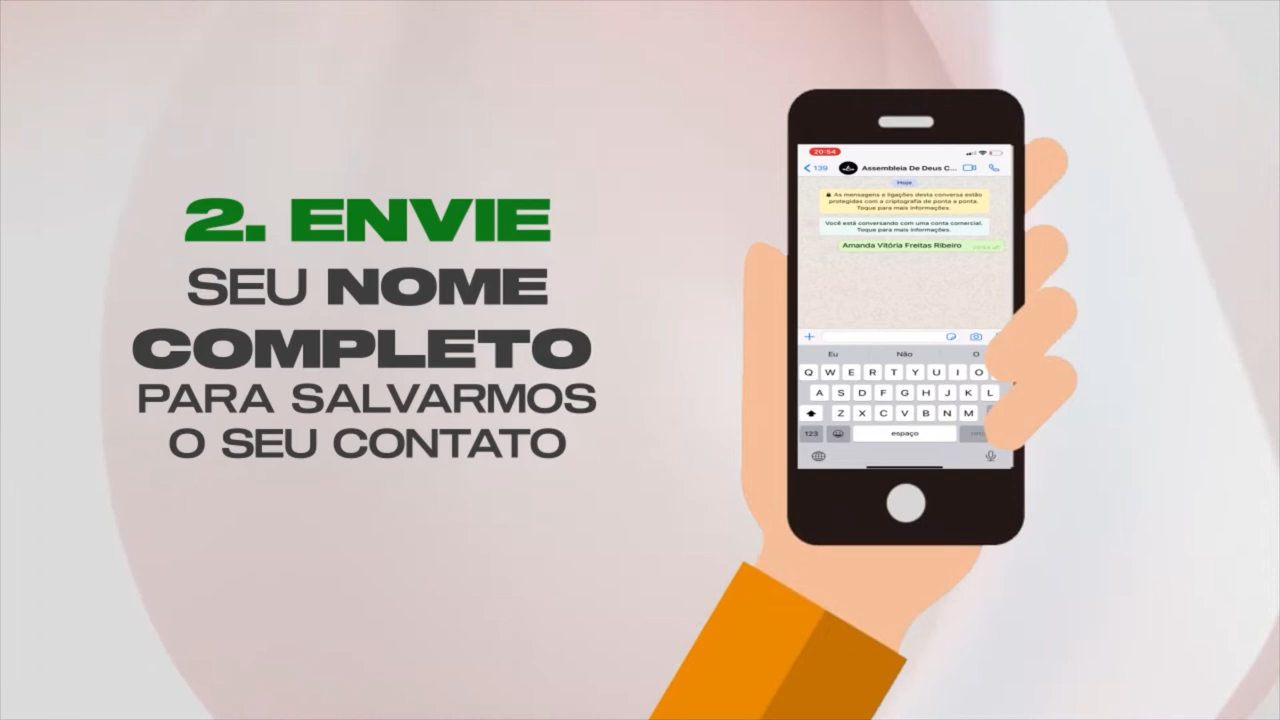 2. ENVIE
SEU NOME
COMPLETO
PARA SALVARMOS
O SEU CONTATO
20:54
139
Assembleia De Deus C...
Hoje
As mensagens e ligações desta conversa estão
protegidas com a criptografia de ponta a ponta.
Toque para mais informações.
Você está conversando com uma conta comercial.
Toque para mais informações.
Amanda Vitória Freitas Ribeiro
Eu Não O
Q W E R T Y U I O
A S D F G H J K L
Z X C V B N M
123 espaço